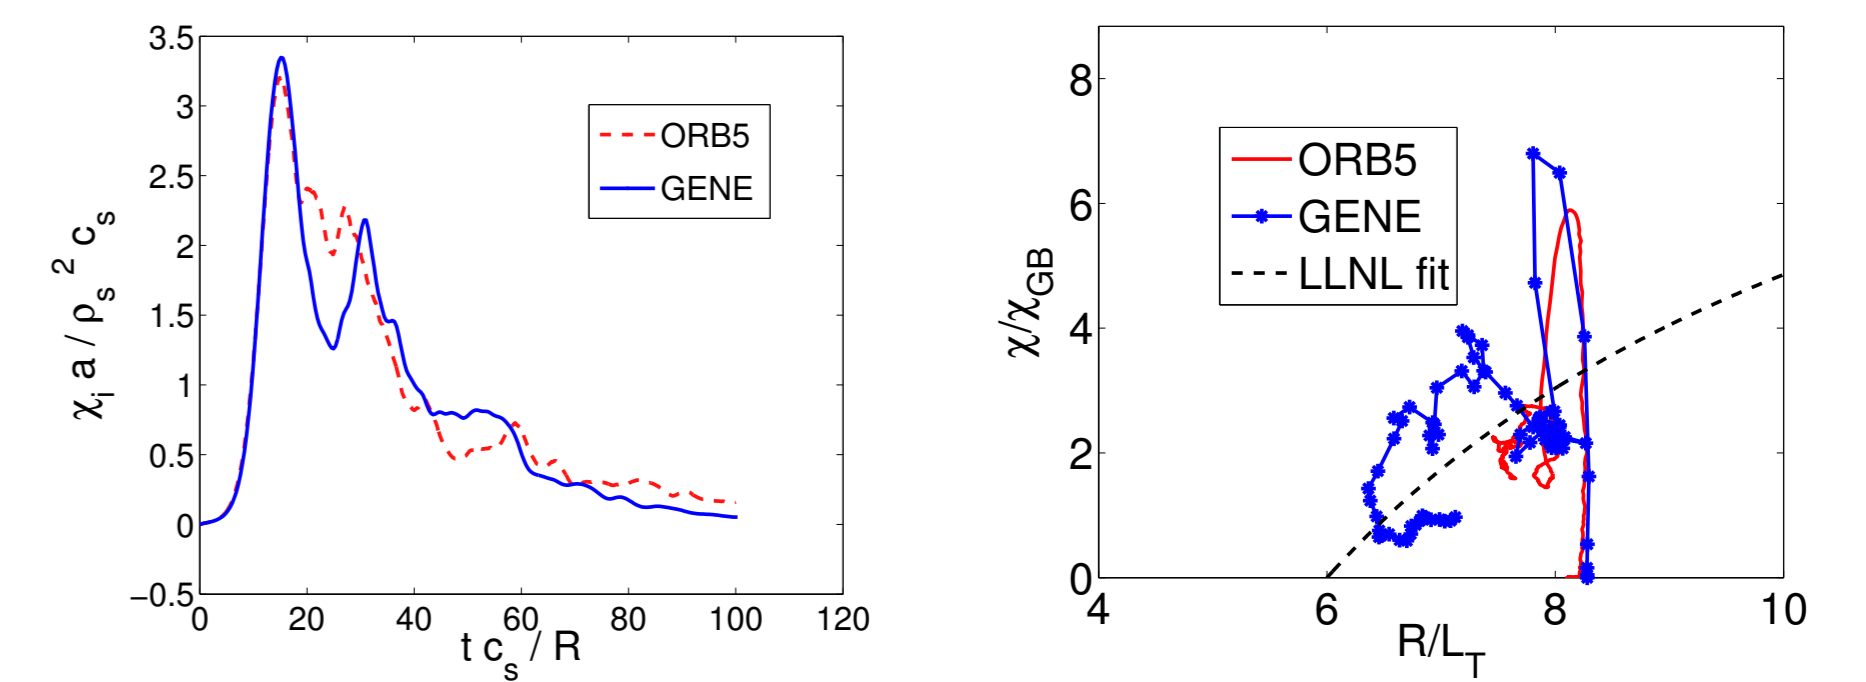 3.5
3
2.5
2
1.5
1
0.5
0
−0.5
0 20 40 60 80 100 120
χi a / ρs 2 cs
t cs / R
ORB5
GENE
8
6
4
2
0
4 6 8 10
χ/χGB
R/LT
ORB5
GENE
LLNL fit